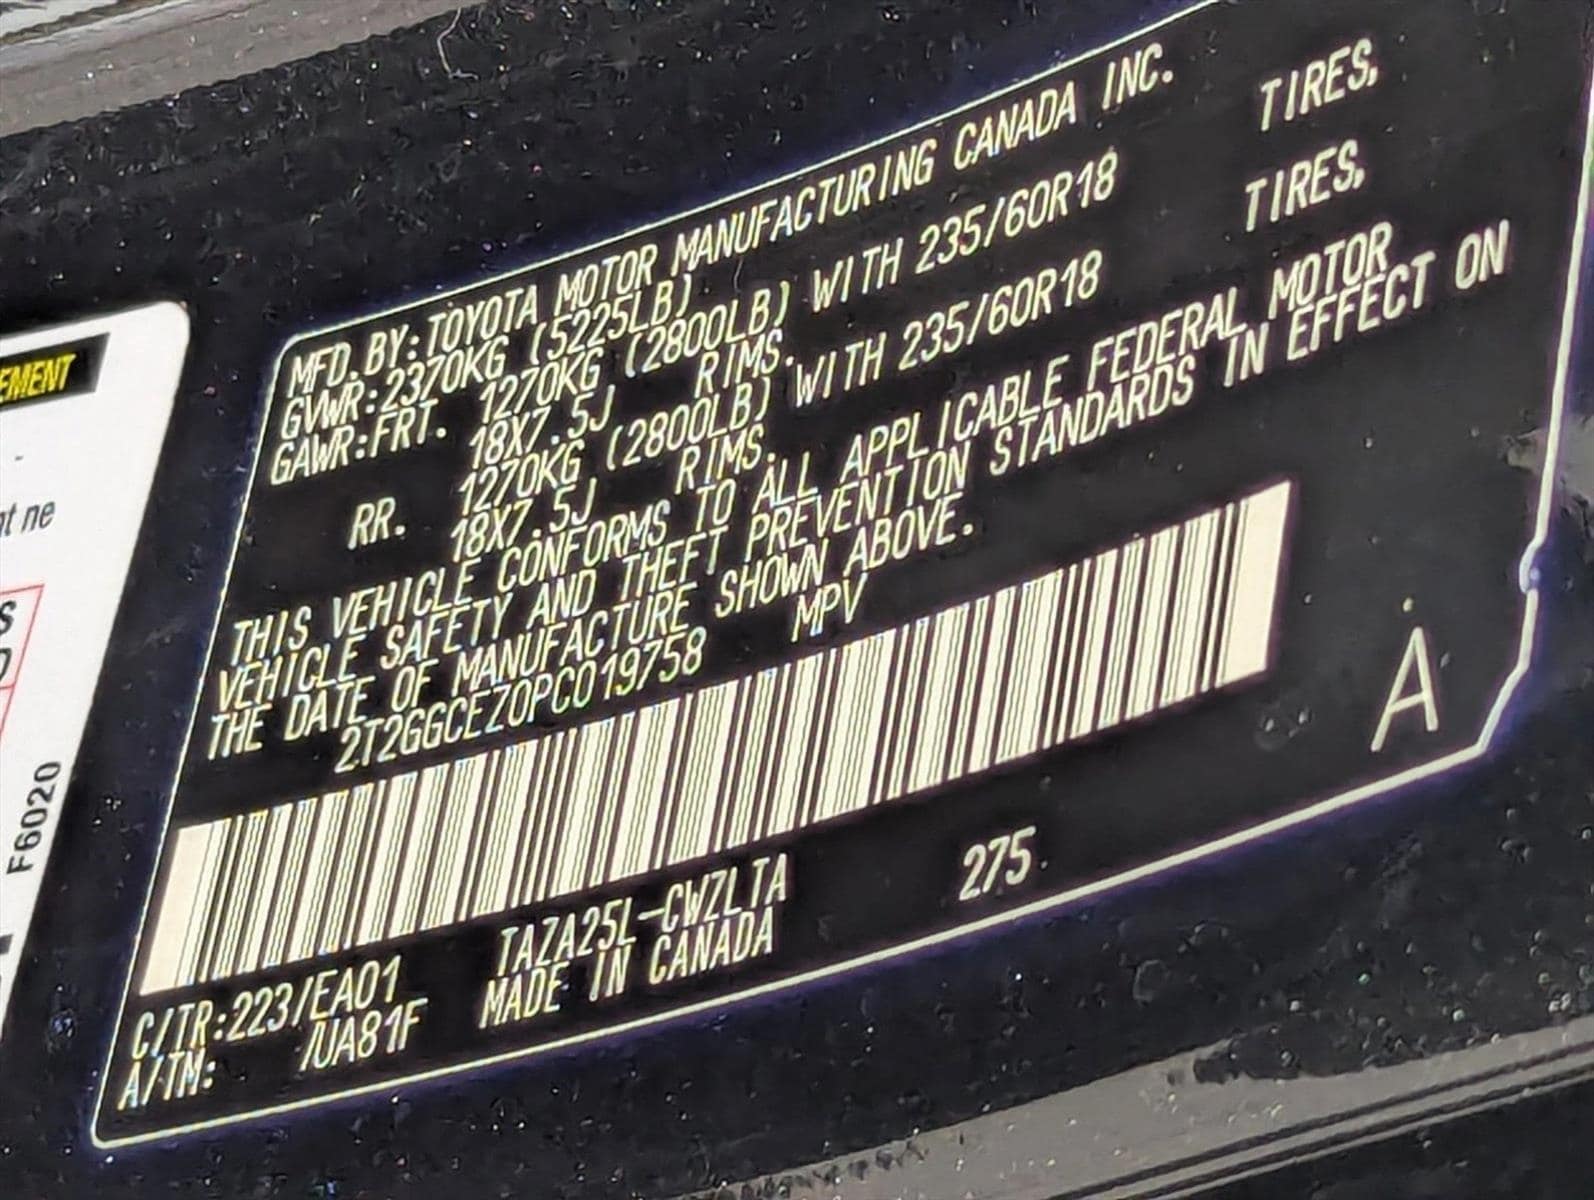 EMENT
nt ne
S
D
F6020
MFD. BY: TOYOTA MOTOR MANUFACTURING CANADA INC.
GVWR: 2370KG (5225LB)
GAWR: FRT. 1270KG (2800LB) WITH 235/60R18 TIRES,
18X7.5J RIMS.
RR. 1270KG (2800LB) WITH 235/60R18 TIRES,
18X7.5J RIMS.
THIS VEHICLE CONFORMS TO ALL APPLICABLE FEDERAL MOTOR
VEHICLE SAFETY AND THEFT PREVENTION STANDARDS IN EFFECT ON
THE DATE OF MANUFACTURE SHOWN ABOVE.
2T2GGCEZ0PC019758 MPV
A
C/TR: 223/EA01 TAZA25L-CWZLTA 275
A/TM: /UA81F MADE IN CANADA